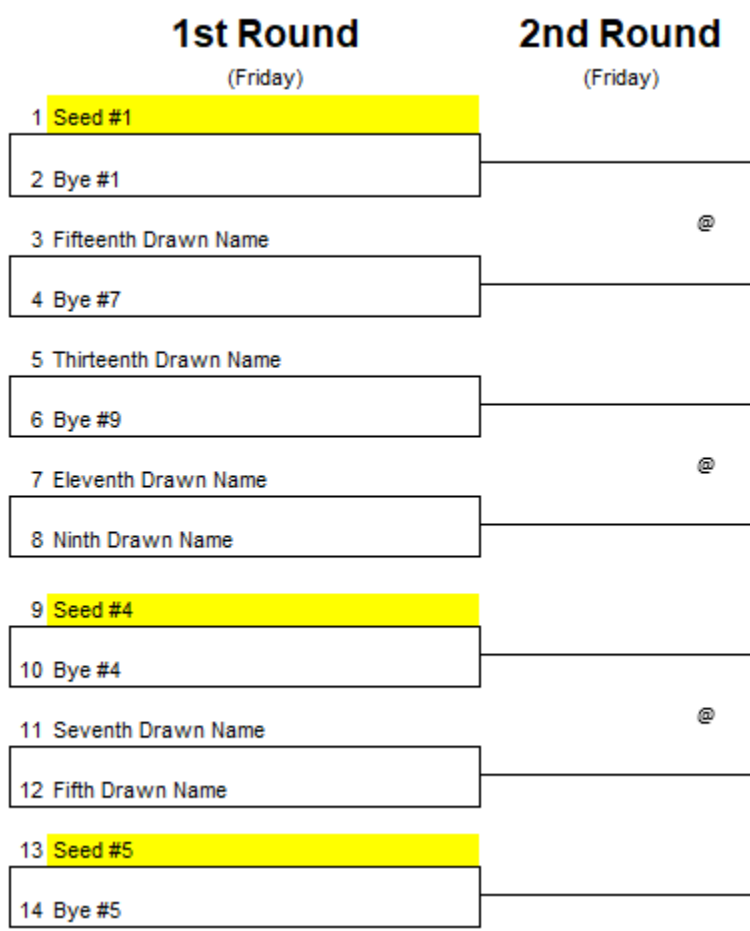 1st Round 2nd Round
(Friday) (Friday)
1 Seed #1
2 Bye #1
@
3 Fifteenth Drawn Name
4 Bye #7
5 Thirteenth Drawn Name
6 Bye #9
@
7 Eleventh Drawn Name
8 Ninth Drawn Name
9 Seed #4
10 Bye #4
@
11 Seventh Drawn Name
12 Fifth Drawn Name
13 Seed #5
14 Bye #5